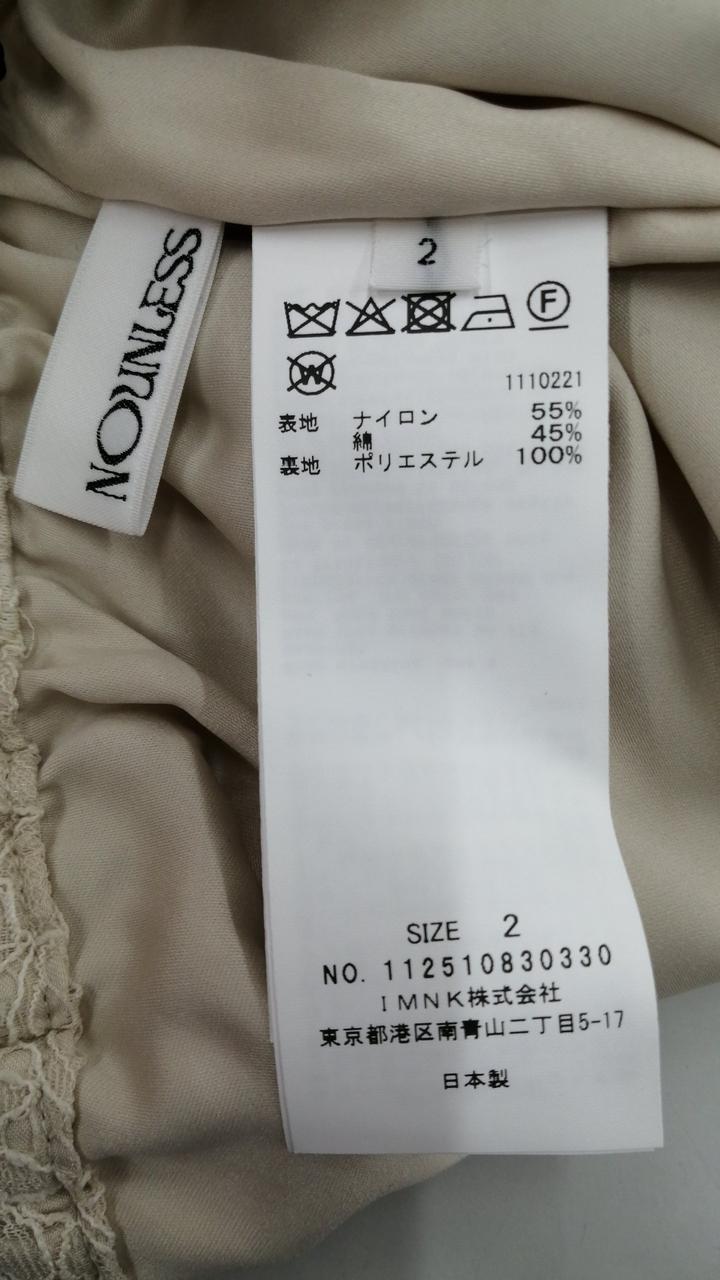 NOUNLESS
2
F
W
1110221
表地 ナイロン 55%
綿 45%
裏地 ポリエステル 100%
SIZE 2
NO. 112510830330
IMNK株式会社
東京都港区南青山二丁目5-17
日本製